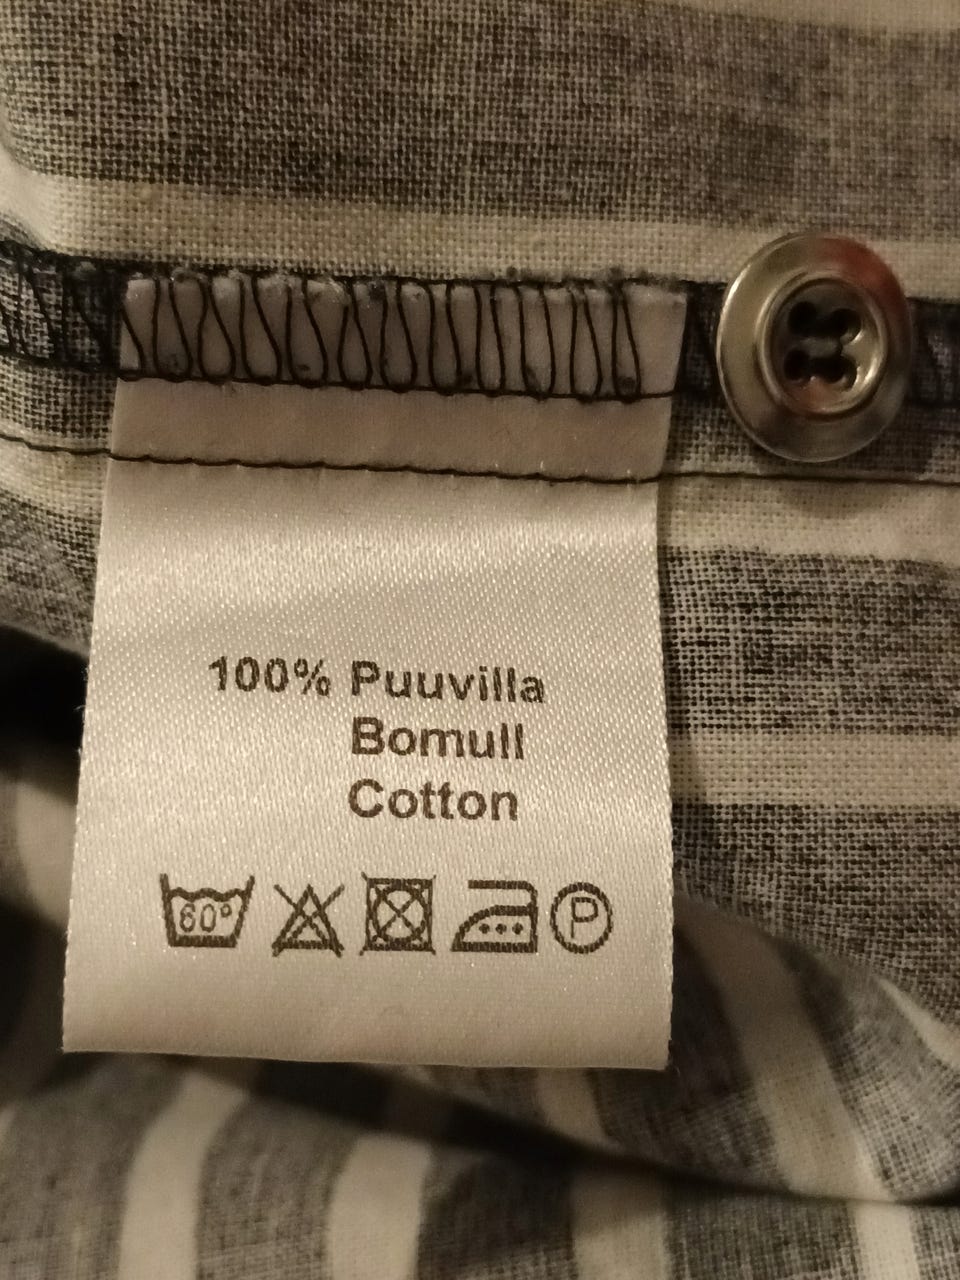 100% Puuvilla
Bomull
Cotton
60° P